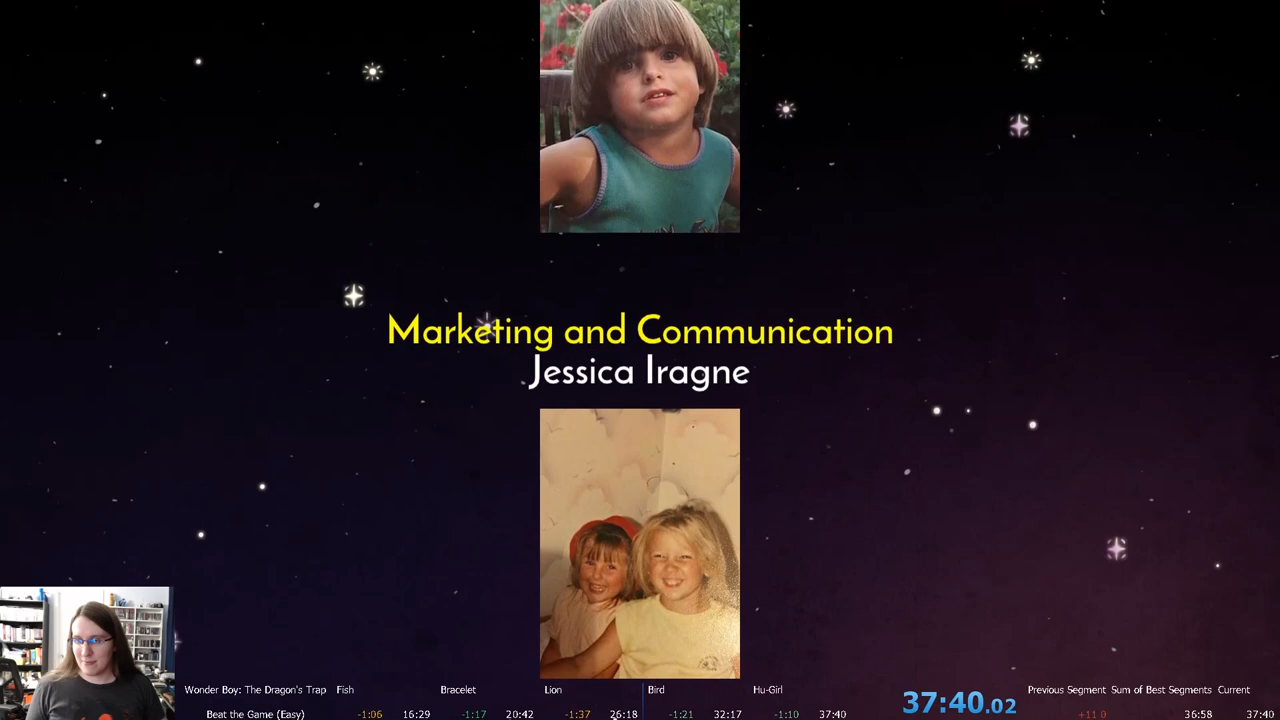 Marketing and Communication
Jessica Iragne
Wonder Boy: The Dragon's Trap Fish Bracelet Lion Bird Hu-Girl 37:40.02 Previous Segment Sum of Best Segments Current
Beat the Game (Easy) -1:06 16:29 -1:17 20:42 -1:37 26:18 -1:21 32:17 -1:10 37:40 +11.0 36:58 37:40